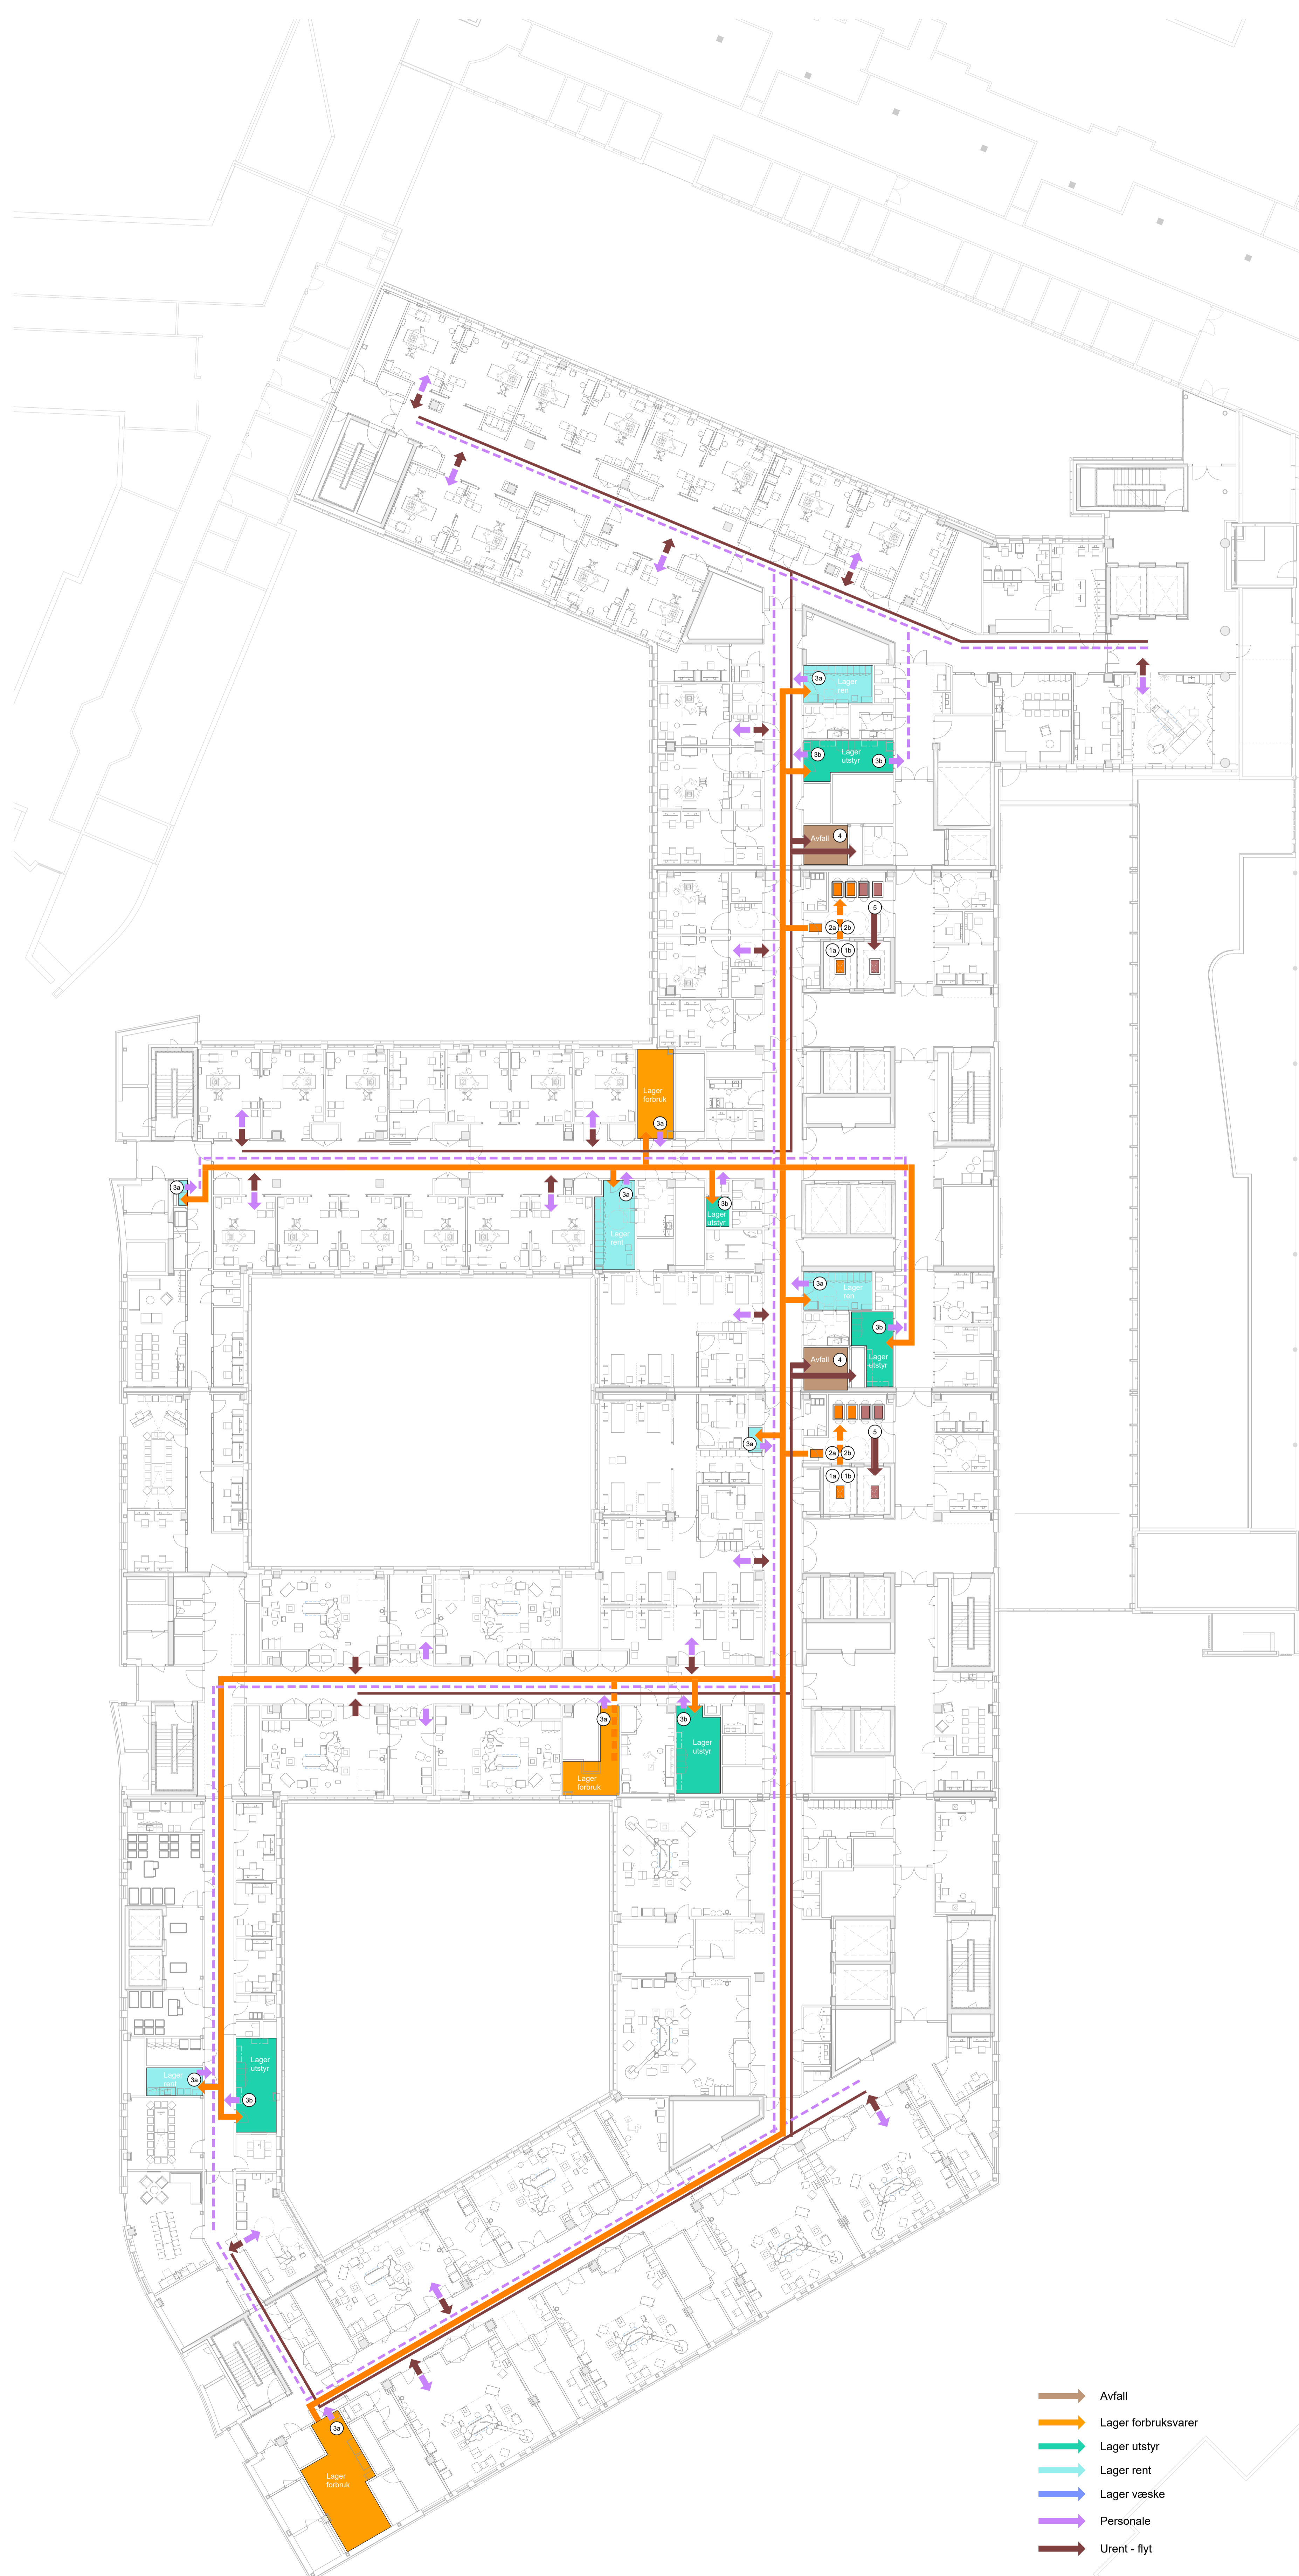 3a
Lager
ren
3b
Lager
utstyr
3b
Avfall
4
5
2a
2b
1a
1b
Lager
forbruk
3a
3a
3a
Lager
rent
3b
Lager
utstyr
3a
Lager
ren
3b
Lager
utstyr
Avfall
4
5
3a
2a
2b
1a
1b
3a
Lager
forbruk
3b
Lager
utstyr
Lager
utstyr
Lager
rent
3a
3b
3a
Lager
forbruk
Avfall
Lager forbruksvarer
Lager utstyr
Lager rent
Lager væske
Personale
Urent - flyt